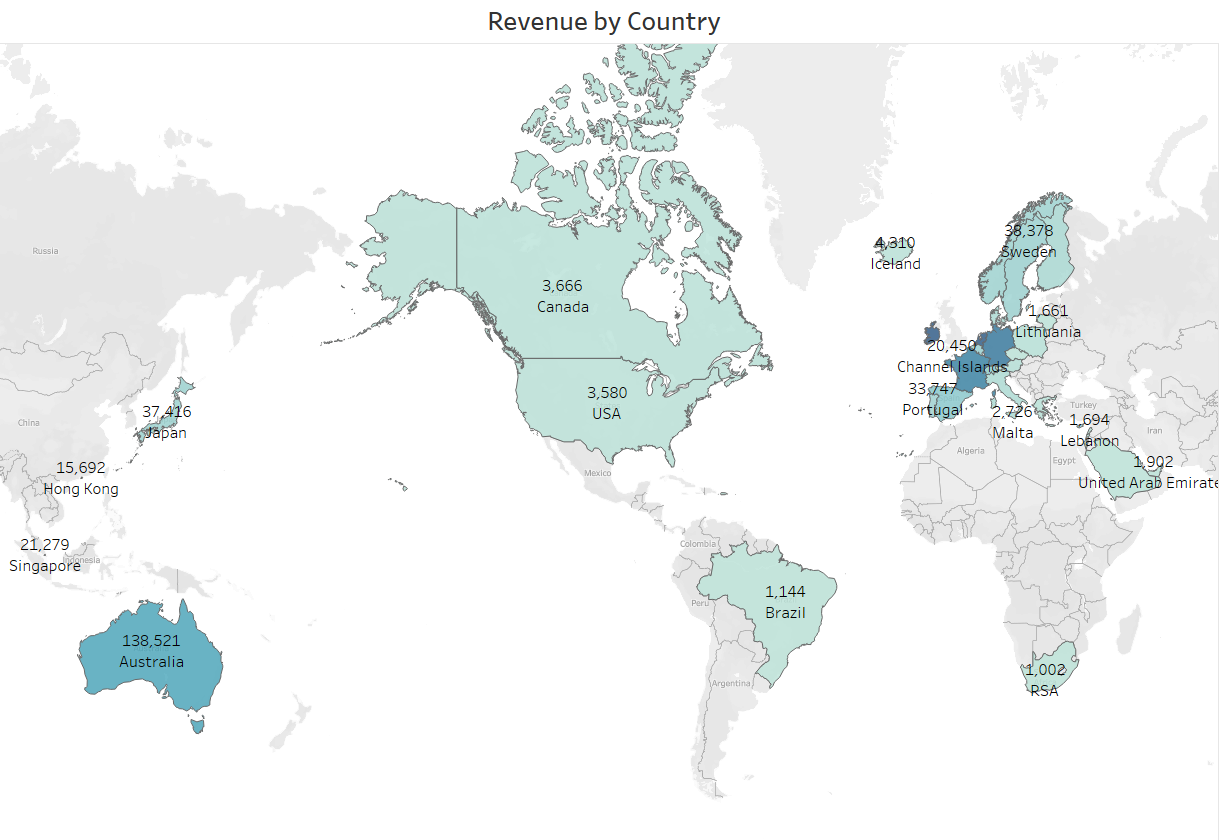 Revenue by Country
Russia
4,310
Iceland
38,378
Sweden
3,666
Canada
1,661
Lithuania
20,450
Channel Islands
33,747
Portugal
3,580
USA
37,416
Japan
China
2,726
Malta
Turkey
1,694
Lebanon
Iran
Algeria
Egypt
1,902
United Arab Emirate
15,692
Hong Kong
Mexico
21,279
Singapore
Indonesia
Colombia
1,144
Brazil
Peru
138,521
Australia
Argentina
1,002
RSA